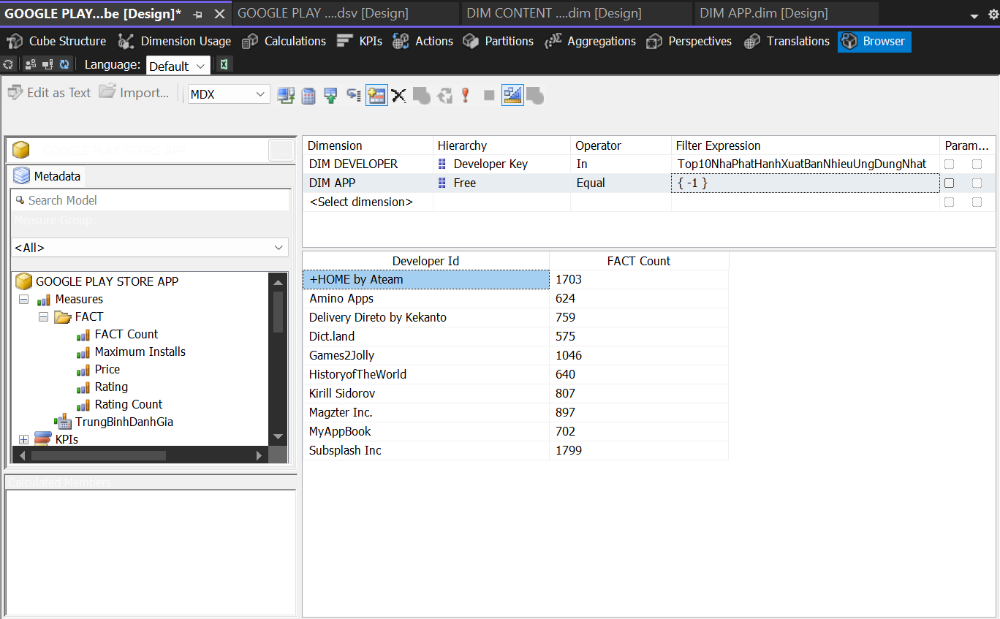 GOOGLE PLAY...be [Design]* GOOGLE PLAY ....dsv [Design] DIM CONTENT ....dim [Design] DIM APP.dim [Design]
Cube Structure Dimension Usage Calculations KPIs Actions Partitions Aggregations Perspectives Translations Browser
Language: Default
Edit as Text Import... MDX
GOOGLE PLAY STORE APP ...
Metadata
Search Model
Measure Group:
<All>
GOOGLE PLAY STORE APP
Measures
FACT
FACT Count
Maximum Installs
Price
Rating
Rating Count
TrungBinhDanhGia
KPIs
Calculated Members
Dimension Hierarchy Operator Filter Expression Param...
DIM DEVELOPER Developer Key In Top10NhaPhatHanhXuatBanNhieuUngDungNhat
DIM APP Free Equal { -1 }
<Select dimension>
Developer Id FACT Count
+HOME by Ateam 1703
Amino Apps 624
Delivery Direto by Kekanto 759
Dict.land 575
Games2Jolly 1046
HistoryofTheWorld 640
Kirill Sidorov 807
Magzter Inc. 897
MyAppBook 702
Subsplash Inc 1799